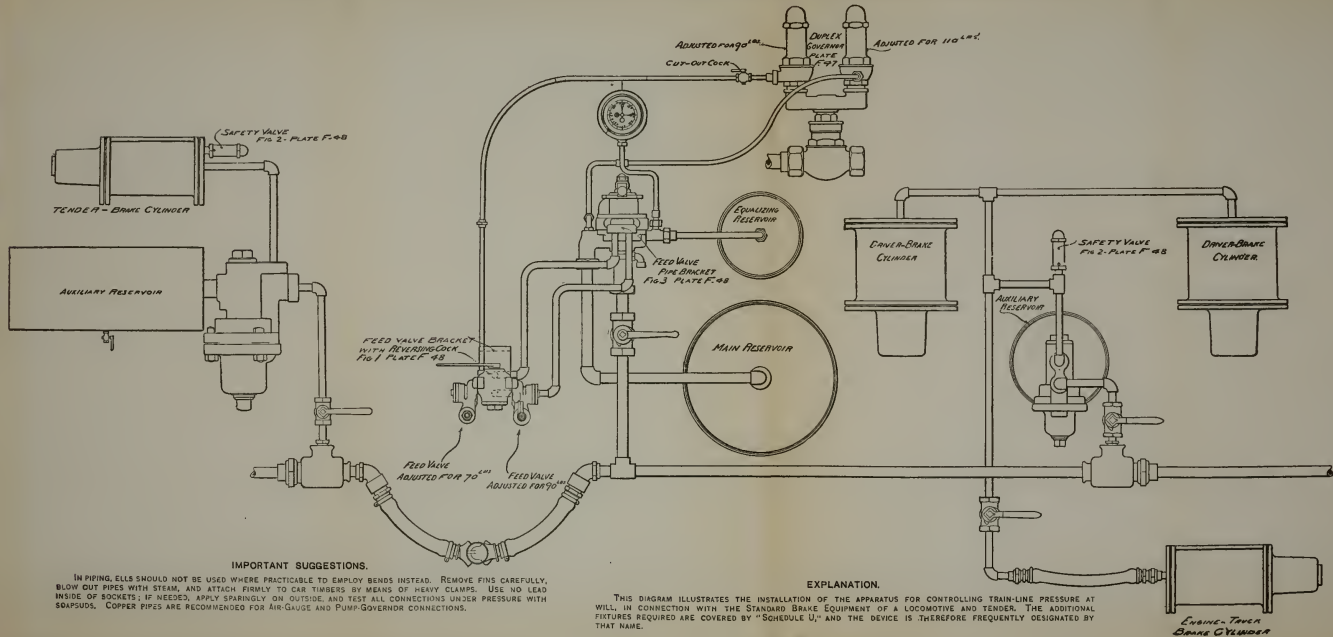 ADJUSTED FOR 90 LBS
DUPLEX
GOVERNOR
PLATE
F-47
ADJUSTED FOR 110 LBS.
CUT-OUT COCK
SAFETY VALVE
FIG 2-PLATE F-48
TENDER-BRAKE CYLINDER
AUXILIARY RESERVOIR
EQUALIZING
RESERVOIR
FEED VALVE
PIPE BRACKET
FIG 3 PLATE F-48
FEED VALVE BRACKET
WITH REVERSING COCK
FIG 1 PLATE F 48
MAIN RESERVOIR
FEED VALVE
ADJUSTED FOR 70 LBS
FEED VALVE
ADJUSTED FOR 90 LBS
DRIVER-BRAKE
CYLINDER
SAFETY VALVE
FIG 2-PLATE F-48
DRIVER-BRAKE
CYLINDER.
AUXILIARY
RESERVOIR
IMPORTANT SUGGESTIONS.
IN PIPING, ELLS SHOULD NOT BE USED WHERE PRACTICABLE TO EMPLOY BENDS INSTEAD. REMOVE FINS CAREFULLY,
BLOW OUT PIPES WITH STEAM, AND ATTACH FIRMLY TO CAR TIMBERS BY MEANS OF HEAVY CLAMPS. USE NO LEAD
INSIDE OF SOCKETS; IF NEEDED, APPLY SPARINGLY ON OUTSIDE, AND TEST ALL CONNECTIONS UNDER PRESSURE WITH
SOAPSUDS. COPPER PIPES ARE RECOMMENDED FOR AIR-GAUGE AND PUMP-GOVERNOR CONNECTIONS.
EXPLANATION.
THIS DIAGRAM ILLUSTRATES THE INSTALLATION OF THE APPARATUS FOR CONTROLLING TRAIN-LINE PRESSURE AT
WILL, IN CONNECTION WITH THE STANDARD BRAKE EQUIPMENT OF A LOCOMOTIVE AND TENDER. THE ADDITIONAL
FIXTURES REQUIRED ARE COVERED BY "SCHEDULE U," AND THE DEVICE IS THEREFORE FREQUENTLY DESIGNATED BY
THAT NAME.
ENGINE-TRUCK
BRAKE CYLINDER